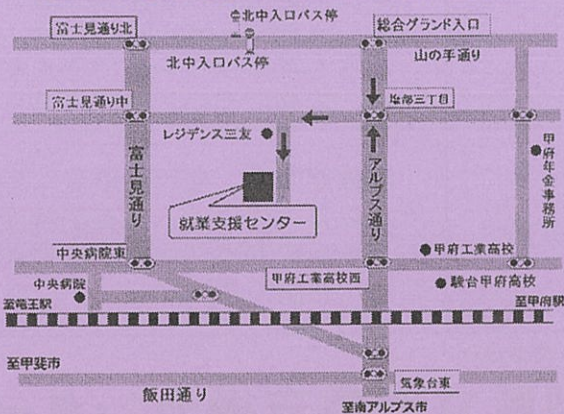 北中入口バス停
富士見通り北
総合グランド入口
北中入口バス停
山の手通り
富士見通り中
塩部三丁目
レジデンス三友
富士見通り
アルプス通り
甲府年金事務所
就業支援センター
中央病院東
甲府工業高校
甲府工業高校西
中央病院
駿台甲府高校
至竜王駅
至甲府駅
至甲斐市
飯田通り
気象台東
至南アルプス市